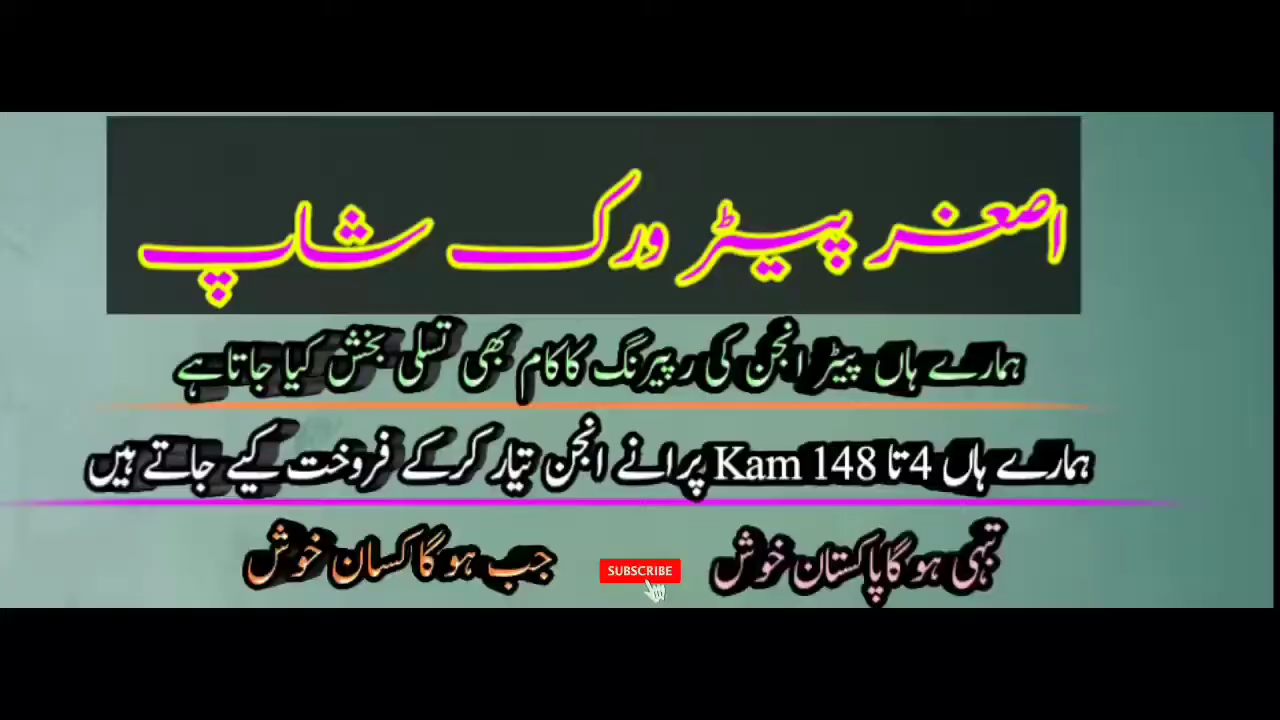 اصغر پیٹر ورک شاپ
ہمارے ہاں پیٹر انجن کی رپیرنگ کا کام بھی تسلی بخش کیا جاتا ہے
ہمارے ہاں 4 تا 148 Kam پرانے انجن تیار کر کے فروخت کیے جاتے ہیں
تبہی ہو گا پاکستان خوش SUBSCRIBE جب ہو گا کسان خوش